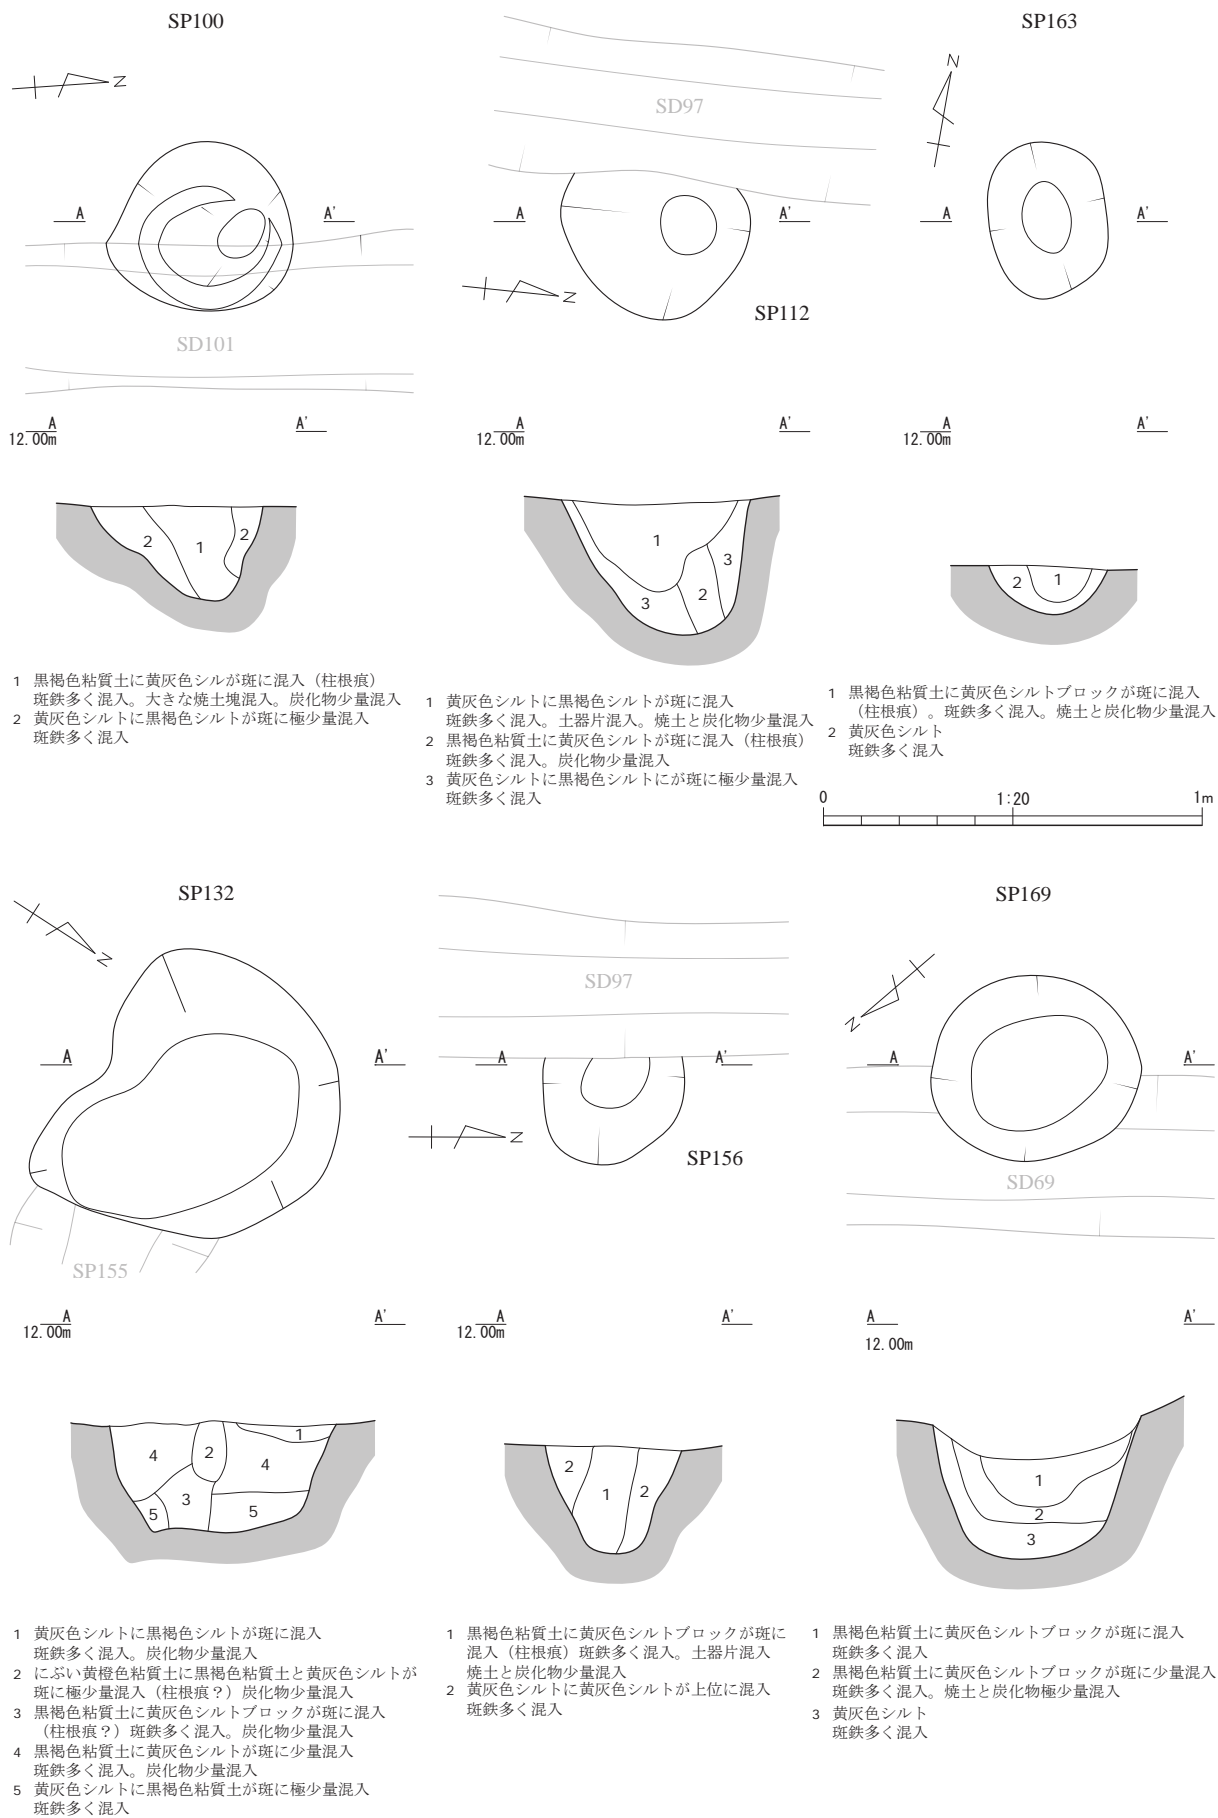 SP100
N
A
A'
SD101
A
12.00m
A'
2
1
2
1 黒褐色粘質土に黄灰色シルが斑に混入（柱根痕）
斑鉄多く混入。大きな焼土塊混入。炭化物少量混入
2 黄灰色シルトに黒褐色シルトが斑に極少量混入
斑鉄多く混入
SD97
A
A'
N
SP112
A
12.00m
A'
1
3
2
3
1 黄灰色シルトに黒褐色シルトが斑に混入
斑鉄多く混入。土器片混入。焼土と炭化物少量混入
2 黒褐色粘質土に黄灰色シルトが斑に混入（柱根痕）
斑鉄多く混入。炭化物少量混入
3 黄灰色シルトに黒褐色シルトにが斑に極少量混入
斑鉄多く混入
SP163
N
A
A'
A
12.00m
A'
2
1
1 黒褐色粘質土に黄灰色シルトブロックが斑に混入
（柱根痕）。斑鉄多く混入。焼土と炭化物少量混入
2 黄灰色シルト
斑鉄多く混入
0 1:20 1m
SP132
N
A
A'
SP155
A
12.00m
A'
1
4
2
4
3
5
5
1 黄灰色シルトに黒褐色シルトが斑に混入
斑鉄多く混入。炭化物少量混入
2 にぶい黄橙色粘質土に黒褐色粘質土と黄灰色シルトが
斑に極少量混入（柱根痕？）炭化物少量混入
3 黒褐色粘質土に黄灰色シルトブロックが斑に混入
（柱根痕？）斑鉄多く混入。炭化物少量混入
4 黒褐色粘質土に黄灰色シルトが斑に少量混入
斑鉄多く混入。炭化物少量混入
5 黄灰色シルトに黒褐色粘質土が斑に極少量混入
斑鉄多く混入
SD97
A
A'
N
SP156
A
12.00m
A'
2
1
2
1 黒褐色粘質土に黄灰色シルトブロックが斑に
混入（柱根痕）斑鉄多く混入。土器片混入
焼土と炭化物少量混入
2 黄灰色シルトに黄灰色シルトが上位に混入
斑鉄多く混入
SP169
N
A
A'
SD69
A
12.00m
A'
1
2
3
1 黒褐色粘質土に黄灰色シルトブロックが斑に混入
斑鉄多く混入
2 黒褐色粘質土に黄灰色シルトブロックが斑に少量混入
斑鉄多く混入。焼土と炭化物極少量混入
3 黄灰色シルト
斑鉄多く混入